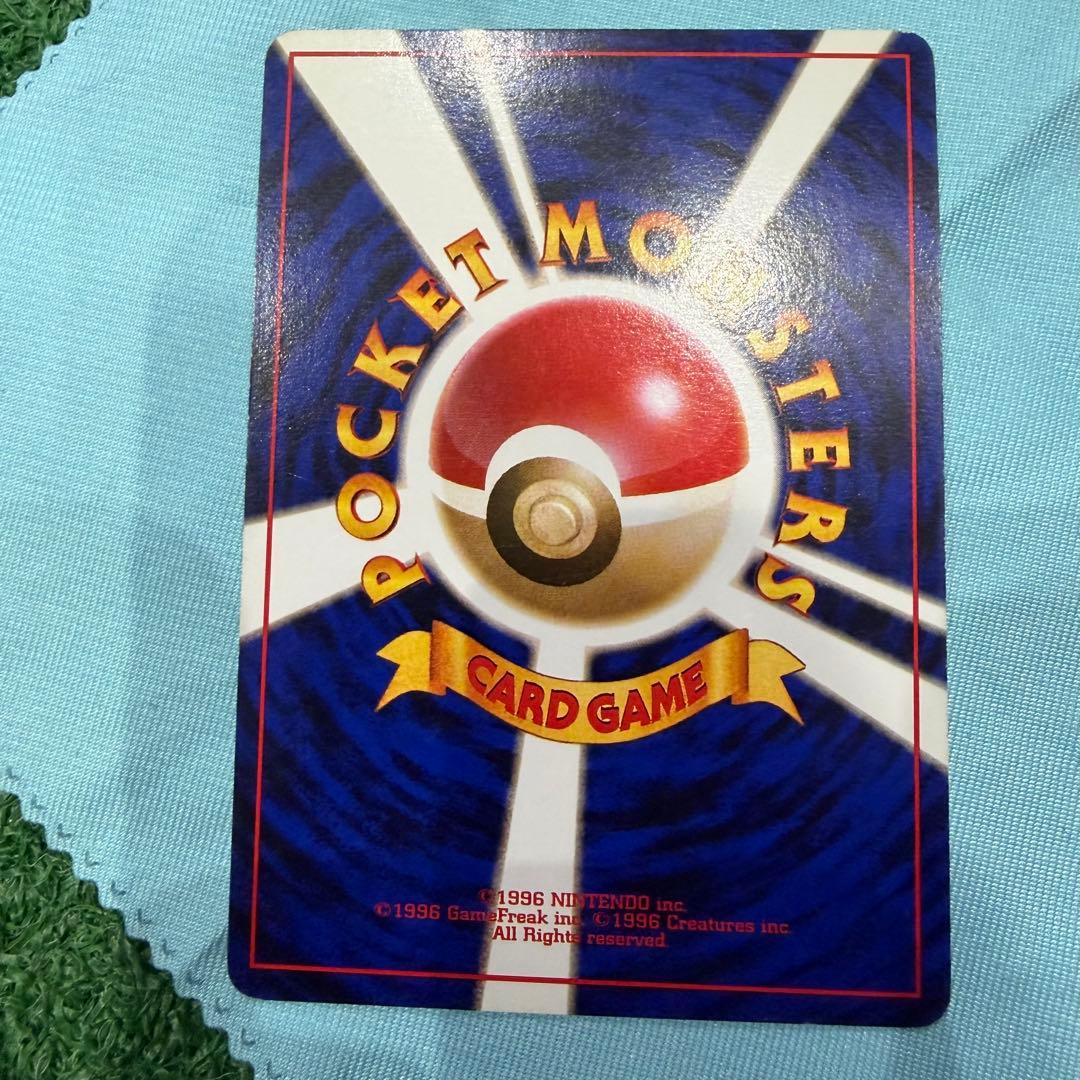 POCKET MONSTERS
CARD GAME
©1996 NINTENDO inc.
©1996 GameFreak inc. ©1996 Creatures inc.
All Rights reserved.